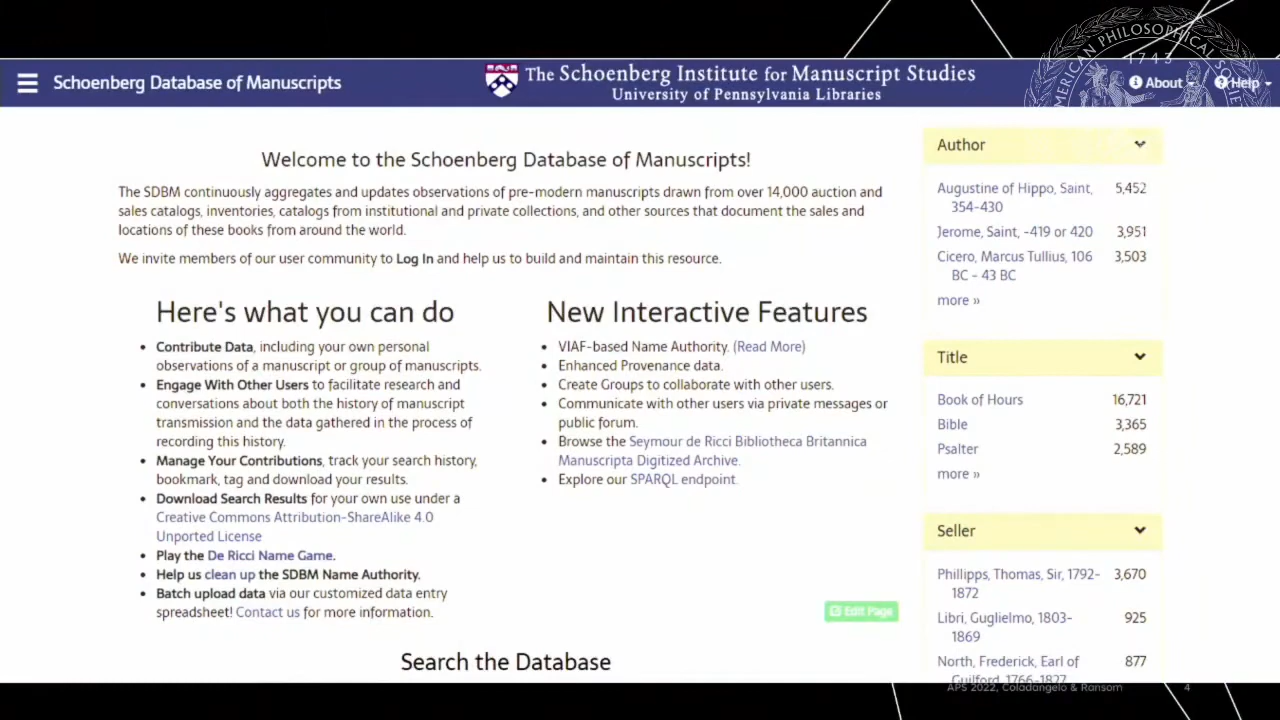 AMERICAN PHILOSOPHICAL SOCIETY
1743
Schoenberg Database of Manuscripts
The Schoenberg Institute for Manuscript Studies
University of Pennsylvania Libraries
About
Help
Welcome to the Schoenberg Database of Manuscripts!
The SDBM continuously aggregates and updates observations of pre-modern manuscripts drawn from over 14,000 auction and
sales catalogs, inventories, catalogs from institutional and private collections, and other sources that document the sales and
locations of these books from around the world.
We invite members of our user community to Log In and help us to build and maintain this resource.
Here's what you can do
• Contribute Data, including your own personal
observations of a manuscript or group of manuscripts.
• Engage With Other Users to facilitate research and
conversations about both the history of manuscript
transmission and the data gathered in the process of
recording this history.
• Manage Your Contributions, track your search history,
bookmark, tag and download your results.
• Download Search Results for your own use under a
Creative Commons Attribution-ShareAlike 4.0
Unported License
• Play the De Ricci Name Game.
• Help us clean up the SDBM Name Authority.
• Batch upload data via our customized data entry
spreadsheet! Contact us for more information.
New Interactive Features
• VIAF-based Name Authority. (Read More)
• Enhanced Provenance data.
• Create Groups to collaborate with other users.
• Communicate with other users via private messages or
public forum.
• Browse the Seymour de Ricci Bibliotheca Britannica
Manuscripta Digitized Archive.
• Explore our SPARQL endpoint.
Edit Page
Search the Database
Author
Augustine of Hippo, Saint, 5,452
354-430
Jerome, Saint, -419 or 420 3,951
Cicero, Marcus Tullius, 106 3,503
BC - 43 BC
more »
Title
Book of Hours 16,721
Bible 3,365
Psalter 2,589
more »
Seller
Phillipps, Thomas, Sir, 1792- 3,670
1872
Libri, Guglielmo, 1803- 925
1869
North, Frederick, Earl of 877
Guilford, 1766-1827
APS 2022, Coladangelo & Ransom 4